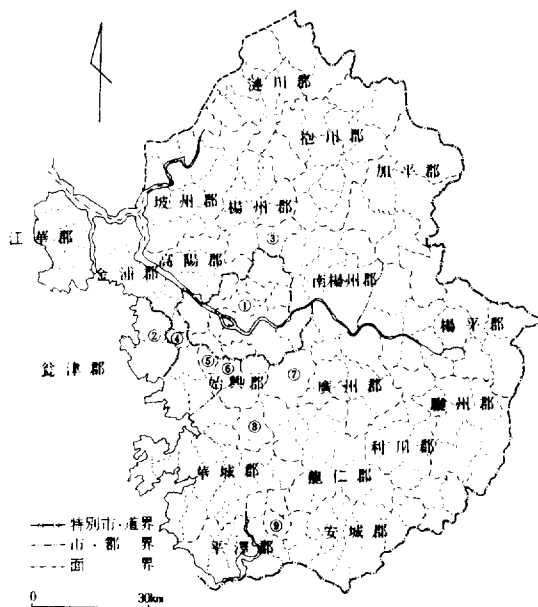 漣川郡
抱川郡
加平郡
坡州郡
楊州郡
江華郡
③
金浦郡
高陽郡
南楊州郡
①
楊平郡
②
④
甕津郡
⑤
⑥
始興郡
⑦
廣州郡
驪州郡
⑧
利川郡
華城郡
龍仁郡
⑨
安城郡
平澤郡
特別市·道界
市·郡界
面界
0 30km